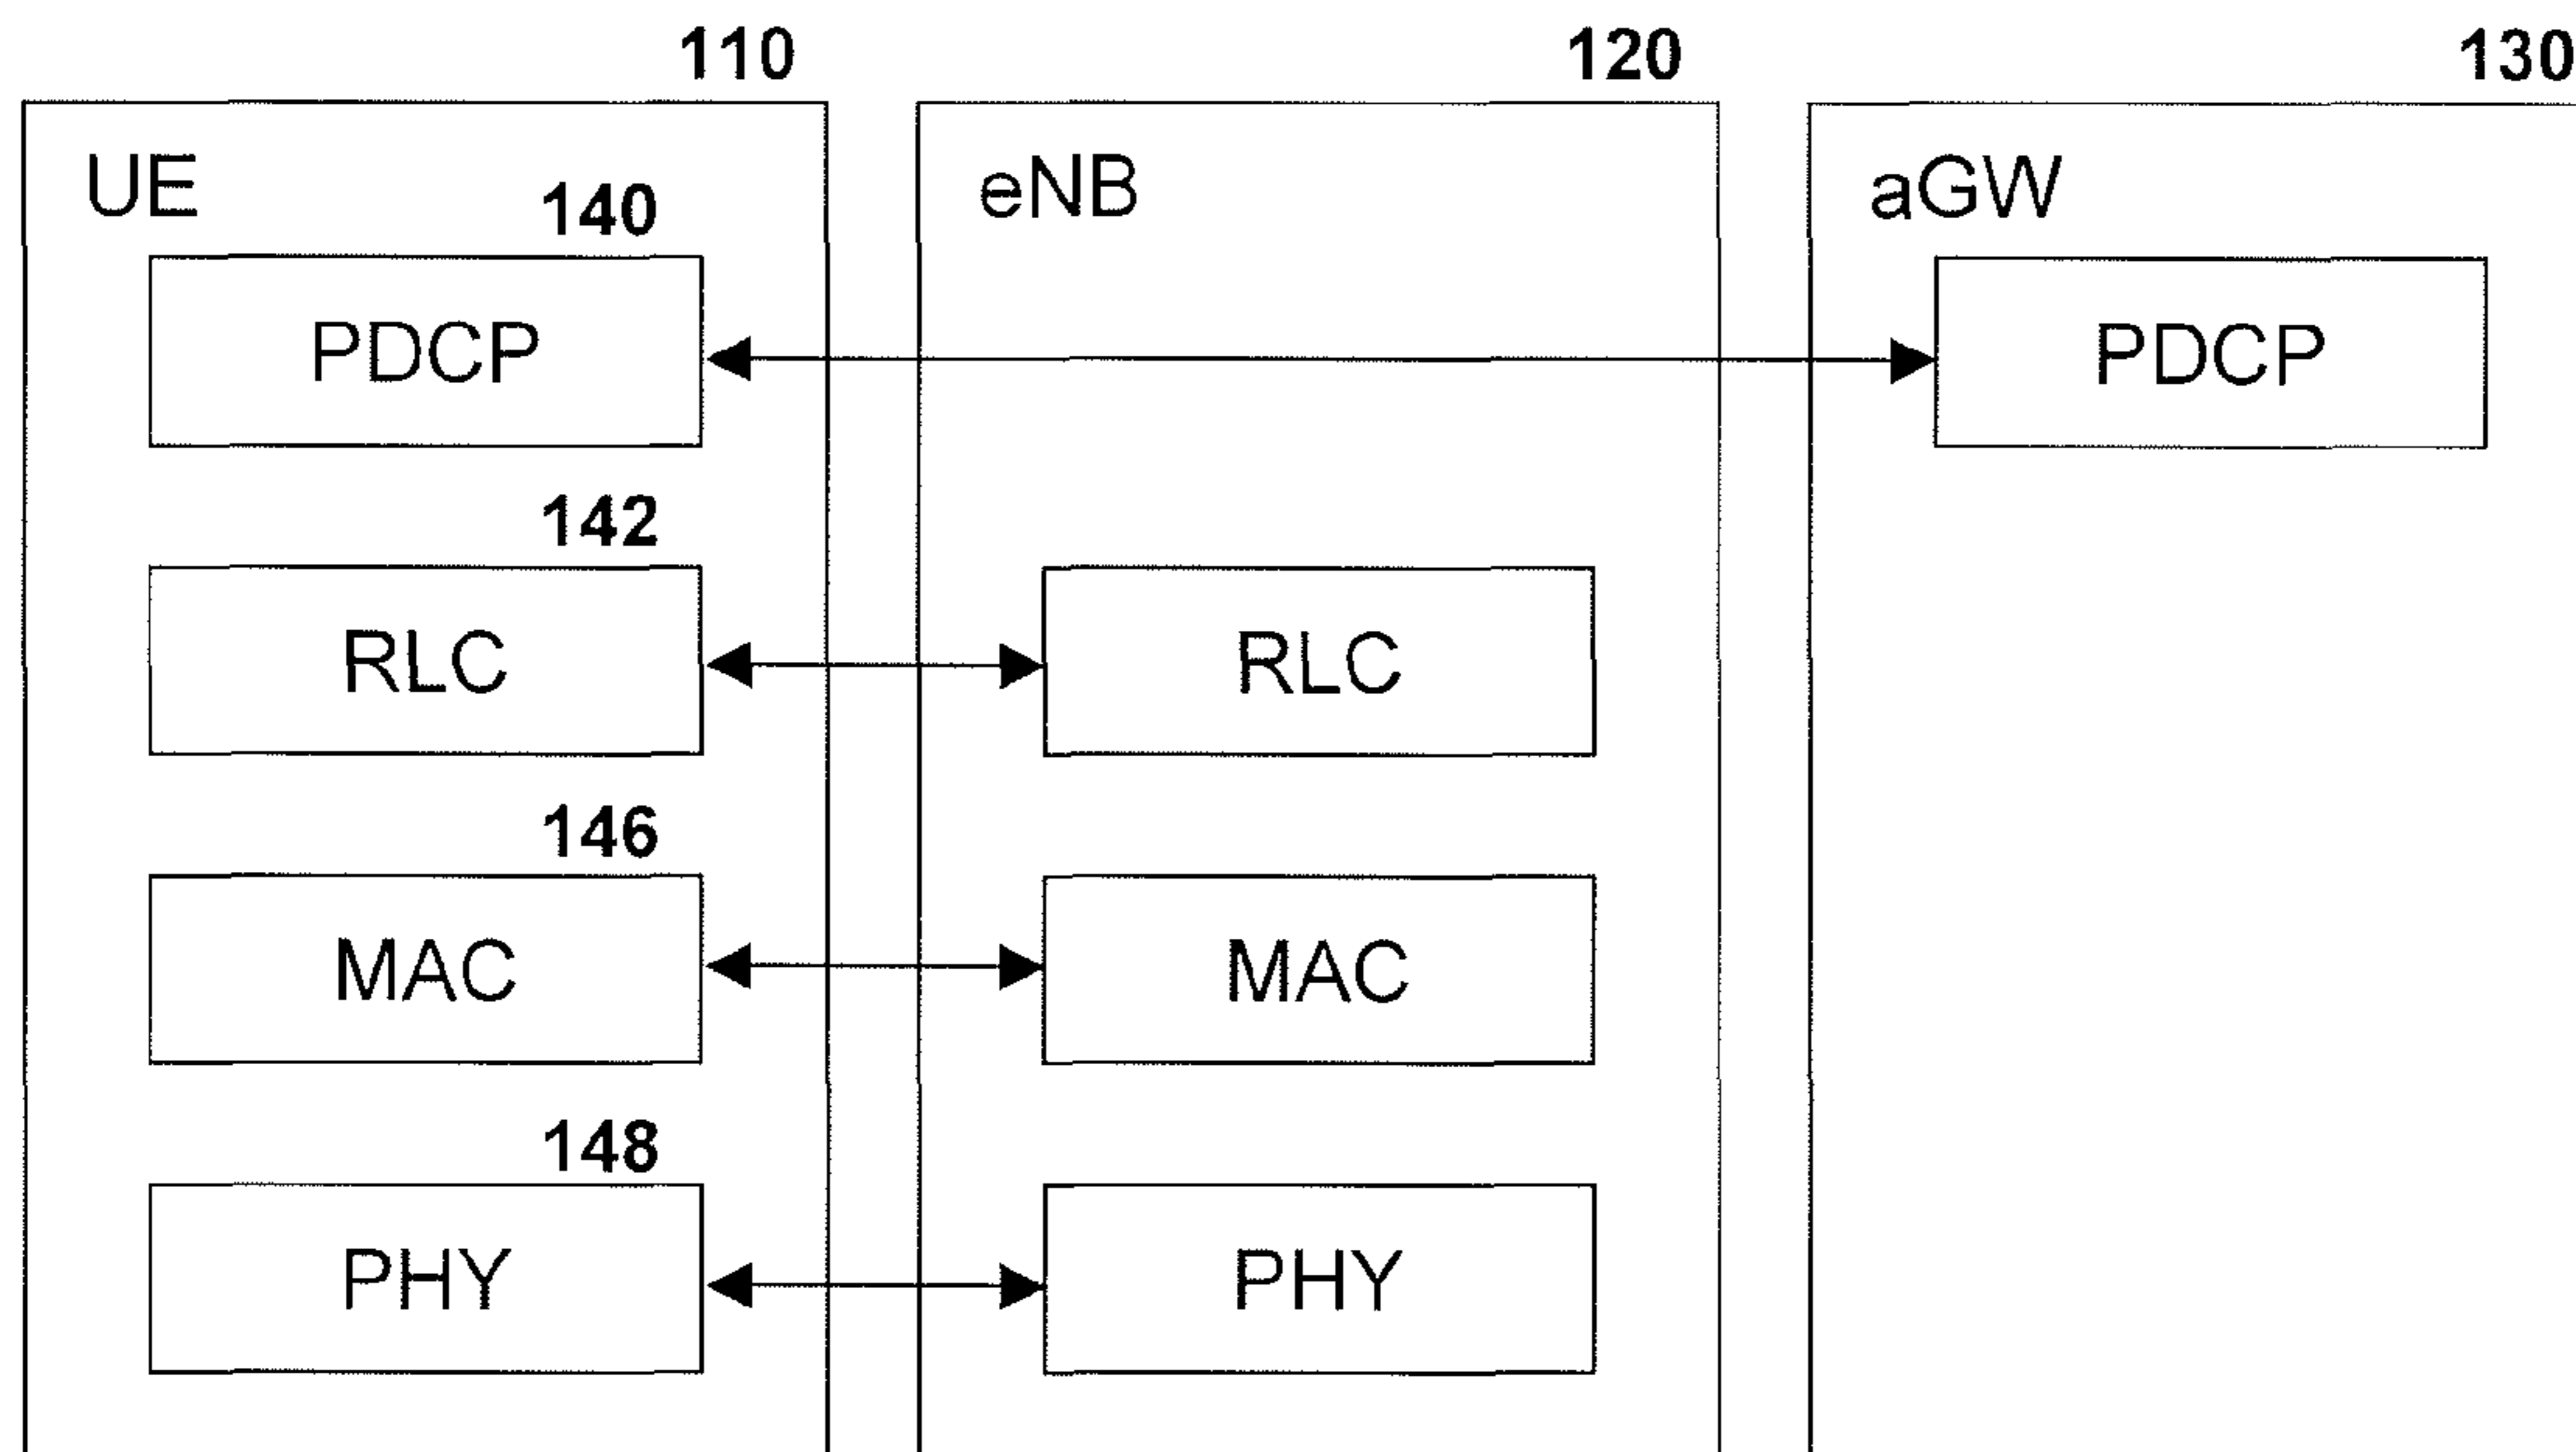 110 120 130
UE eNB aGW
140
PDCP PDCP
142
RLC RLC
146
MAC MAC
148
PHY PHY